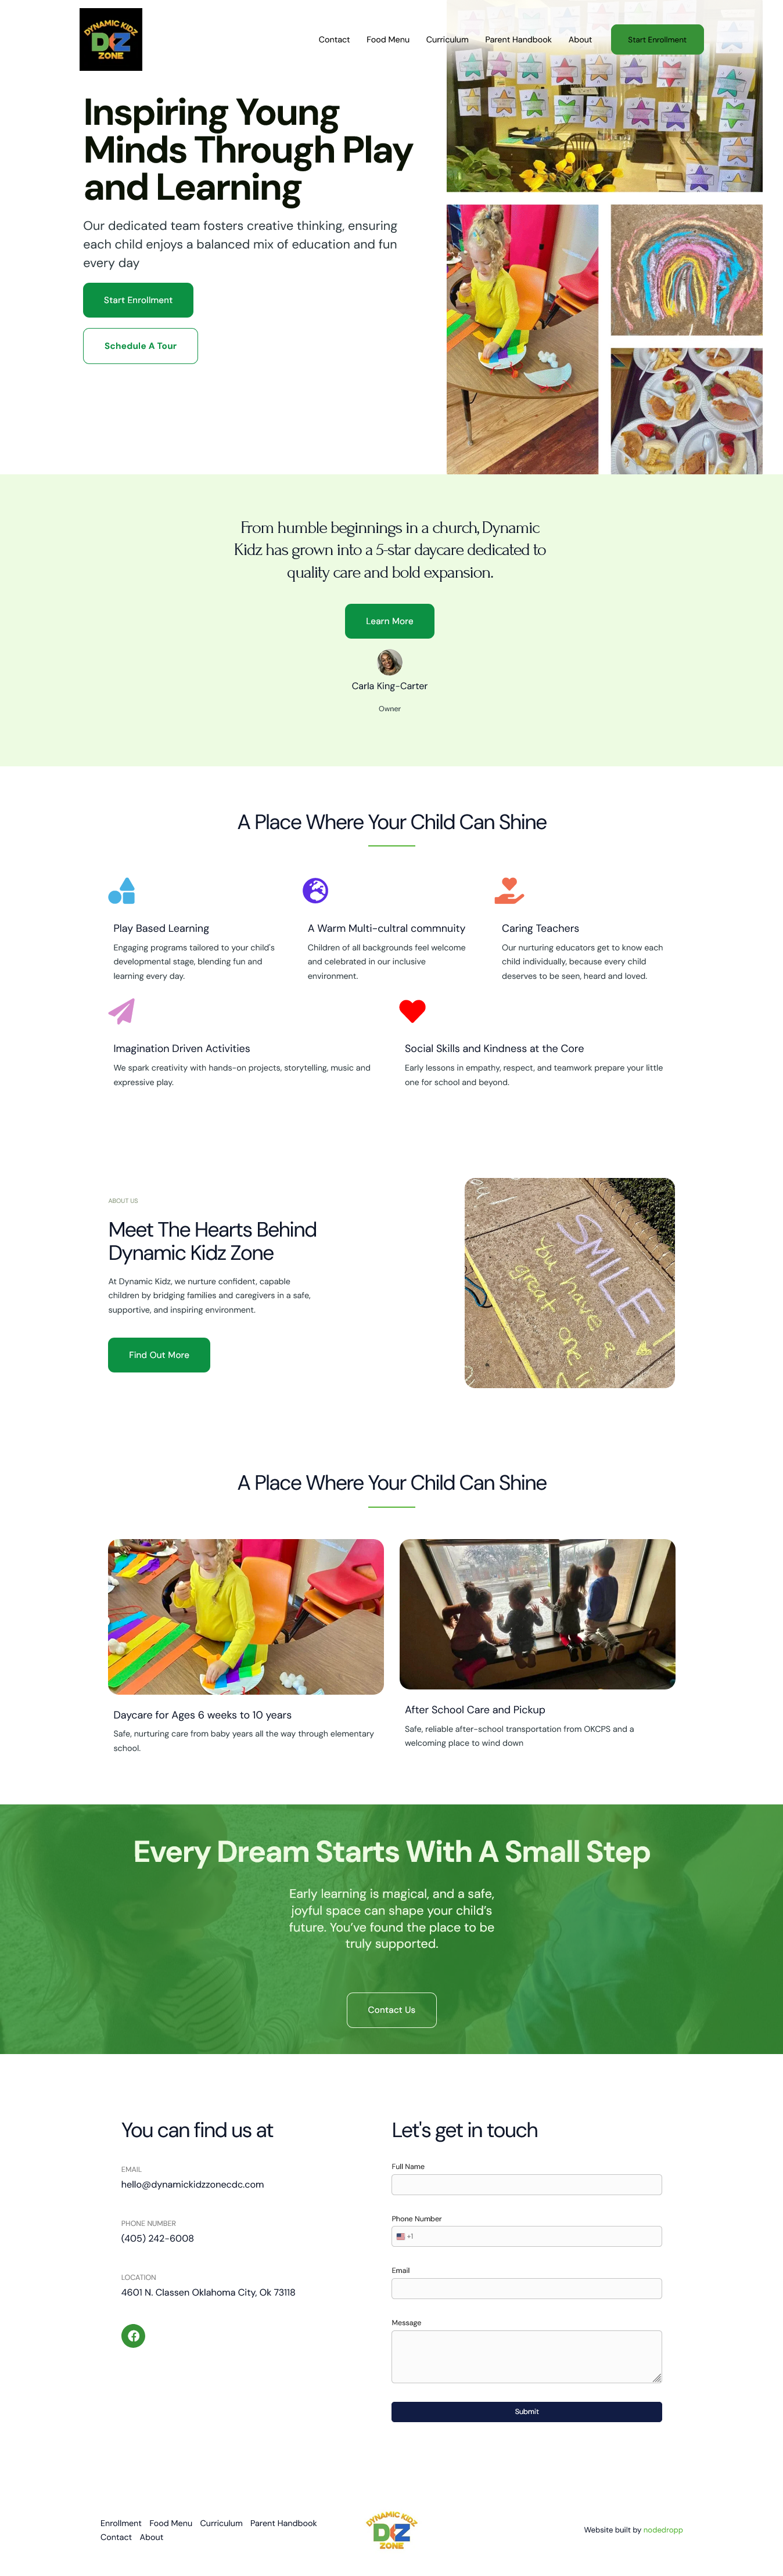 DYNAMIC KIDZ
DKZ
ZONE
Contact Food Menu Curriculum Parent Handbook About Start Enrollment
Inspiring Young
Minds Through Play
and Learning
Our dedicated team fosters creative thinking, ensuring
each child enjoys a balanced mix of education and fun
every day
Start Enrollment
Schedule A Tour
From humble beginnings in a church, Dynamic
Kidz has grown into a 5-star daycare dedicated to
quality care and bold expansion.
Learn More
Carla King-Carter
Owner
A Place Where Your Child Can Shine
Play Based Learning
Engaging programs tailored to your child's
developmental stage, blending fun and
learning every day.
A Warm Multi-cultral commnuity
Children of all backgrounds feel welcome
and celebrated in our inclusive
environment.
Caring Teachers
Our nurturing educators get to know each
child individually, because every child
deserves to be seen, heard and loved.
Imagination Driven Activities
We spark creativity with hands-on projects, storytelling, music and
expressive play.
Social Skills and Kindness at the Core
Early lessons in empathy, respect, and teamwork prepare your little
one for school and beyond.
ABOUT US
Meet The Hearts Behind
Dynamic Kidz Zone
At Dynamic Kidz, we nurture confident, capable
children by bridging families and caregivers in a safe,
supportive, and inspiring environment.
Find Out More
SMILE
you have
great one
A Place Where Your Child Can Shine
Daycare for Ages 6 weeks to 10 years
Safe, nurturing care from baby years all the way through elementary
school.
After School Care and Pickup
Safe, reliable after-school transportation from OKCPS and a
welcoming place to wind down
Every Dream Starts With A Small Step
Early learning is magical, and a safe,
joyful space can shape your child's
future. You've found the place to be
truly supported.
Contact Us
You can find us at
EMAIL
hello@dynamickidzzonecdc.com
PHONE NUMBER
(405) 242-6008
LOCATION
4601 N. Classen Oklahoma City, Ok 73118
Let's get in touch
Full Name
Phone Number
+1
Email
Message
Submit
Enrollment Food Menu Curriculum Parent Handbook
Contact About
DYNAMIC KIDZ
DKZ
ZONE
Website built by nodedropp